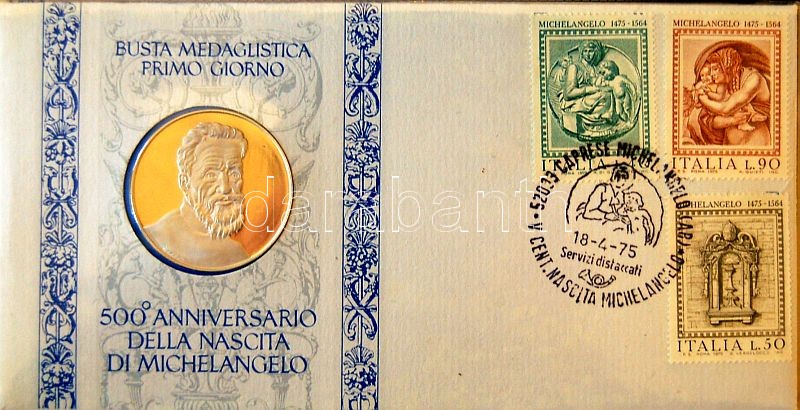 BUSTA MEDAGLISTICA
PRIMO GIORNO
500° ANNIVERSARIO
DELLA NASCITA
DI MICHELANGELO
MICHELANGELO 1475-1564
ITALIA
MICHELANGELO 1475-1564
ITALIA L.90
MICHELANGELO 1475-1564
ITALIA L.50
52033 CAPRESE MICHELANGELO (AR)
18-4-75
Servizi distaccati
V CENT. NASCITA MICHELANGELO
darabanth